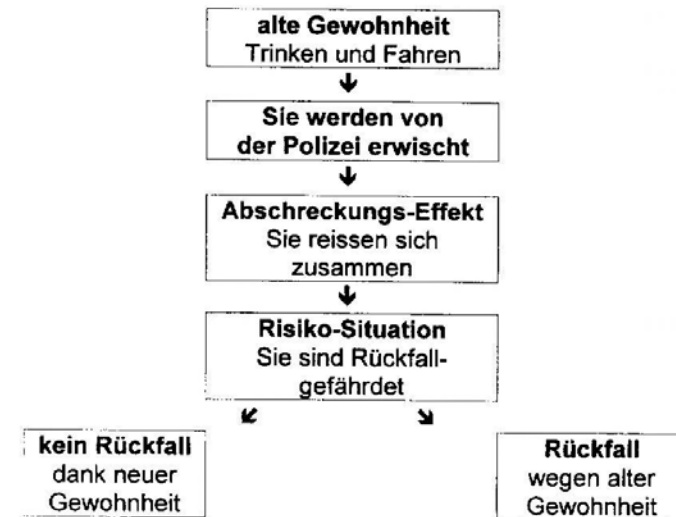 alte Gewohnheit
Trinken und Fahren
Sie werden von
der Polizei erwischt
Abschreckungs-Effekt
Sie reissen sich
zusammen
Risiko-Situation
Sie sind Rückfall-
gefährdet
kein Rückfall
dank neuer
Gewohnheit
Rückfall
wegen alter
Gewohnheit